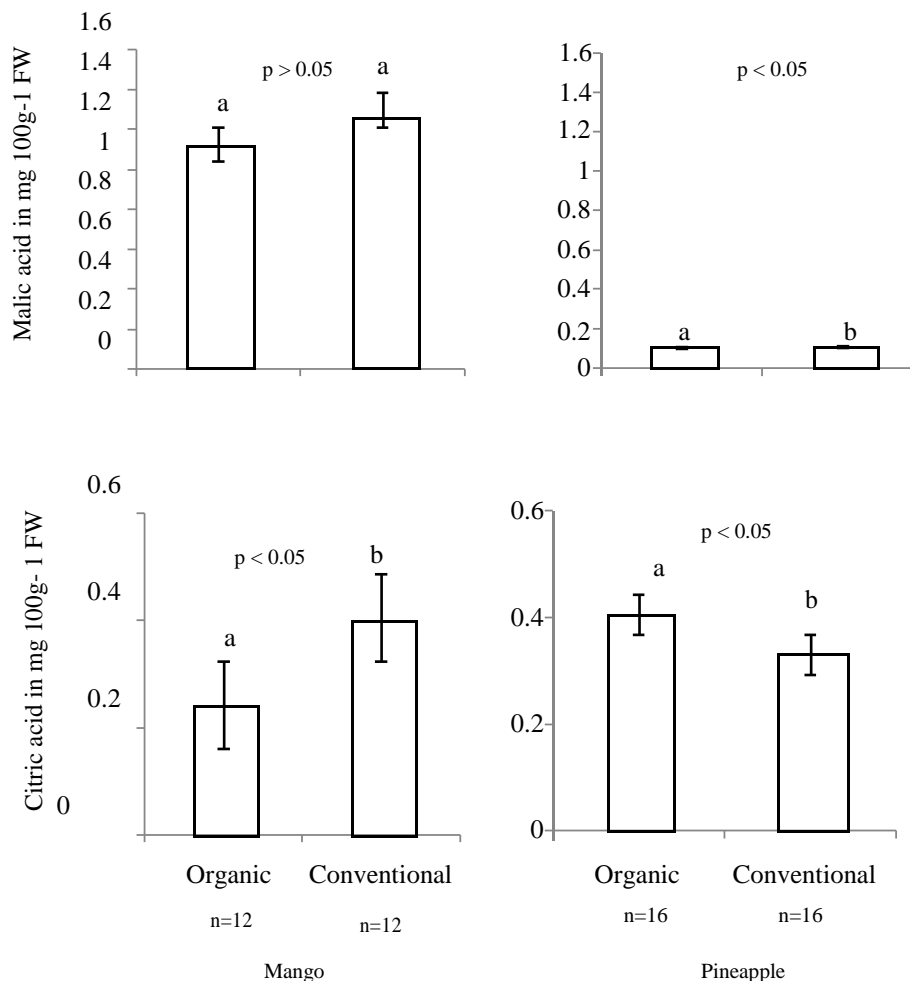 Malic acid in mg 100g-1 FW
1.6
1.4
1.2
1
0.8
0.6
0.4
0.2
0
p > 0.05
a
a
1.6
1.4
1.2
1
0.8
0.6
0.4
0.2
0
p < 0.05
a
b
Citric acid in mg 100g- 1 FW
0.6
0.4
0.2
0
p < 0.05
a
b
Organic Conventional
n=12 n=12
Mango
0.6
0.4
0.2
0
p < 0.05
a
b
Organic Conventional
n=16 n=16
Pineapple